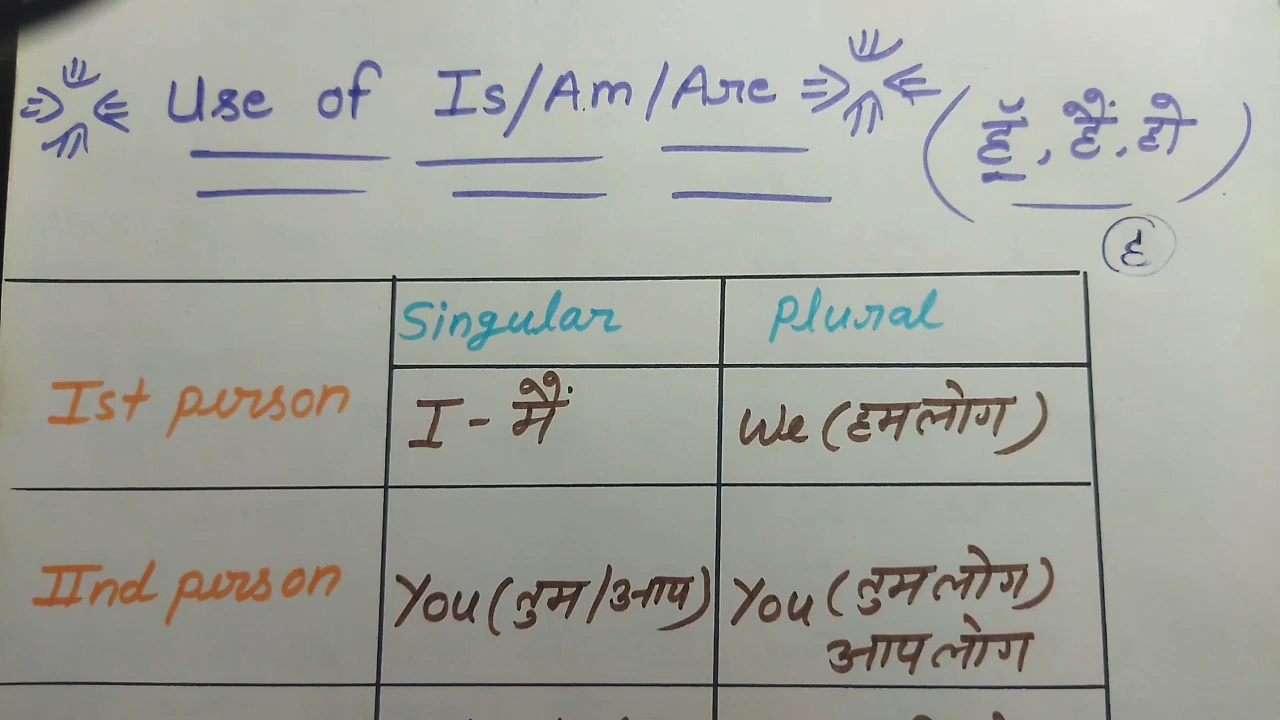 Use of Is/Am/Are
(हूँ, हैं, हो)
ह
Singular Plural
Ist person I - मैं We (हमलोग)
IInd person You (तुम/आप) You (तुमलोग)
आपलोग